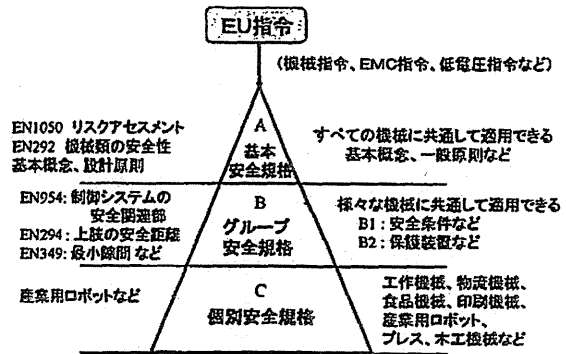 EU指令
(機械指令、EMC指令、低電圧指令など)
EN1050 リスクアセスメント
EN292 機械類の安全性
基本概念、設計原則
A
基本
安全規格
すべての機械に共通して適用できる
基本概念、一般原則など
EN954: 制御システムの
安全関連部
EN294: 上肢の安全距離
EN349: 最小隙間 など
B
グループ
安全規格
様々な機械に共通して適用できる
B1 : 安全条件など
B2 : 保護装置など
産業用ロボットなど
C
個別安全規格
工作機械、物流機械、
食品機械、印刷機械、
産業用ロボット、
プレス、木工機械など